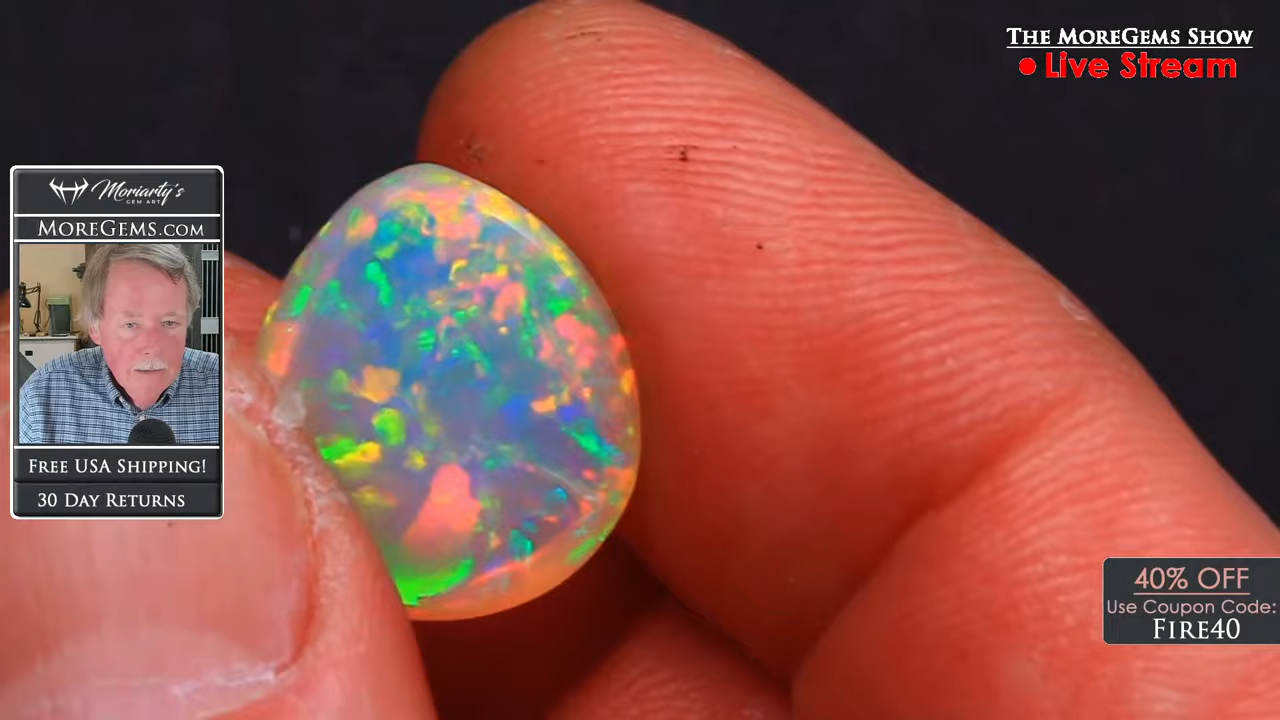 THE MOREGEMS SHOW
Live Stream
Moriarty's
GEM ART
MOREGEMS.COM
FREE USA SHIPPING!
30 DAY RETURNS
40% OFF
Use Coupon Code:
FIRE40